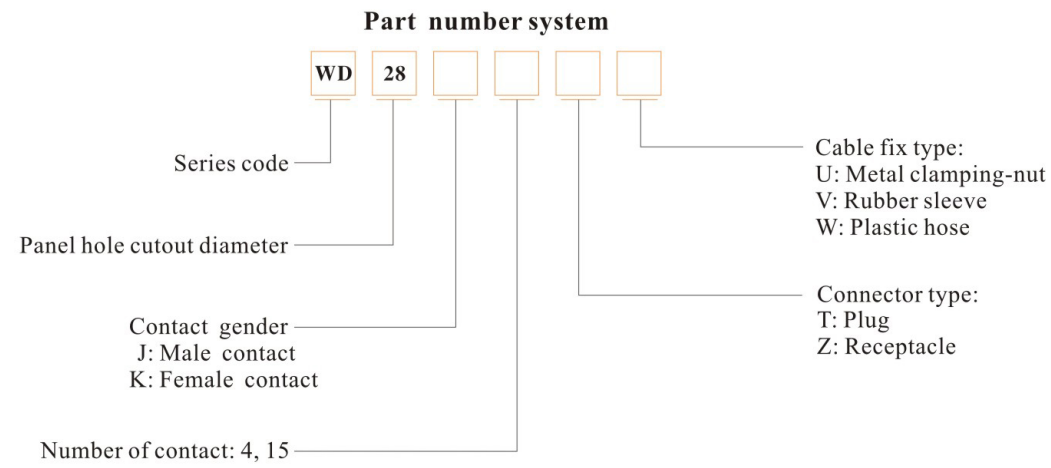 Part number system
WD 28
Series code
Panel hole cutout diameter
Contact gender
J: Male contact
K: Female contact
Number of contact: 4, 15
Cable fix type:
U: Metal clamping-nut
V: Rubber sleeve
W: Plastic hose
Connector type:
T: Plug
Z: Receptacle